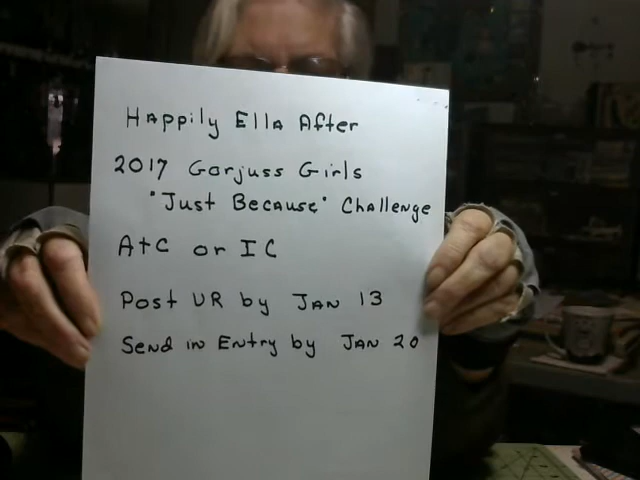 Happily Ella After
2017 Gorjuss Girls
"Just Because" Challenge
AtC or IC
Post UR by JAN 13
Send in Entry by JAN 20